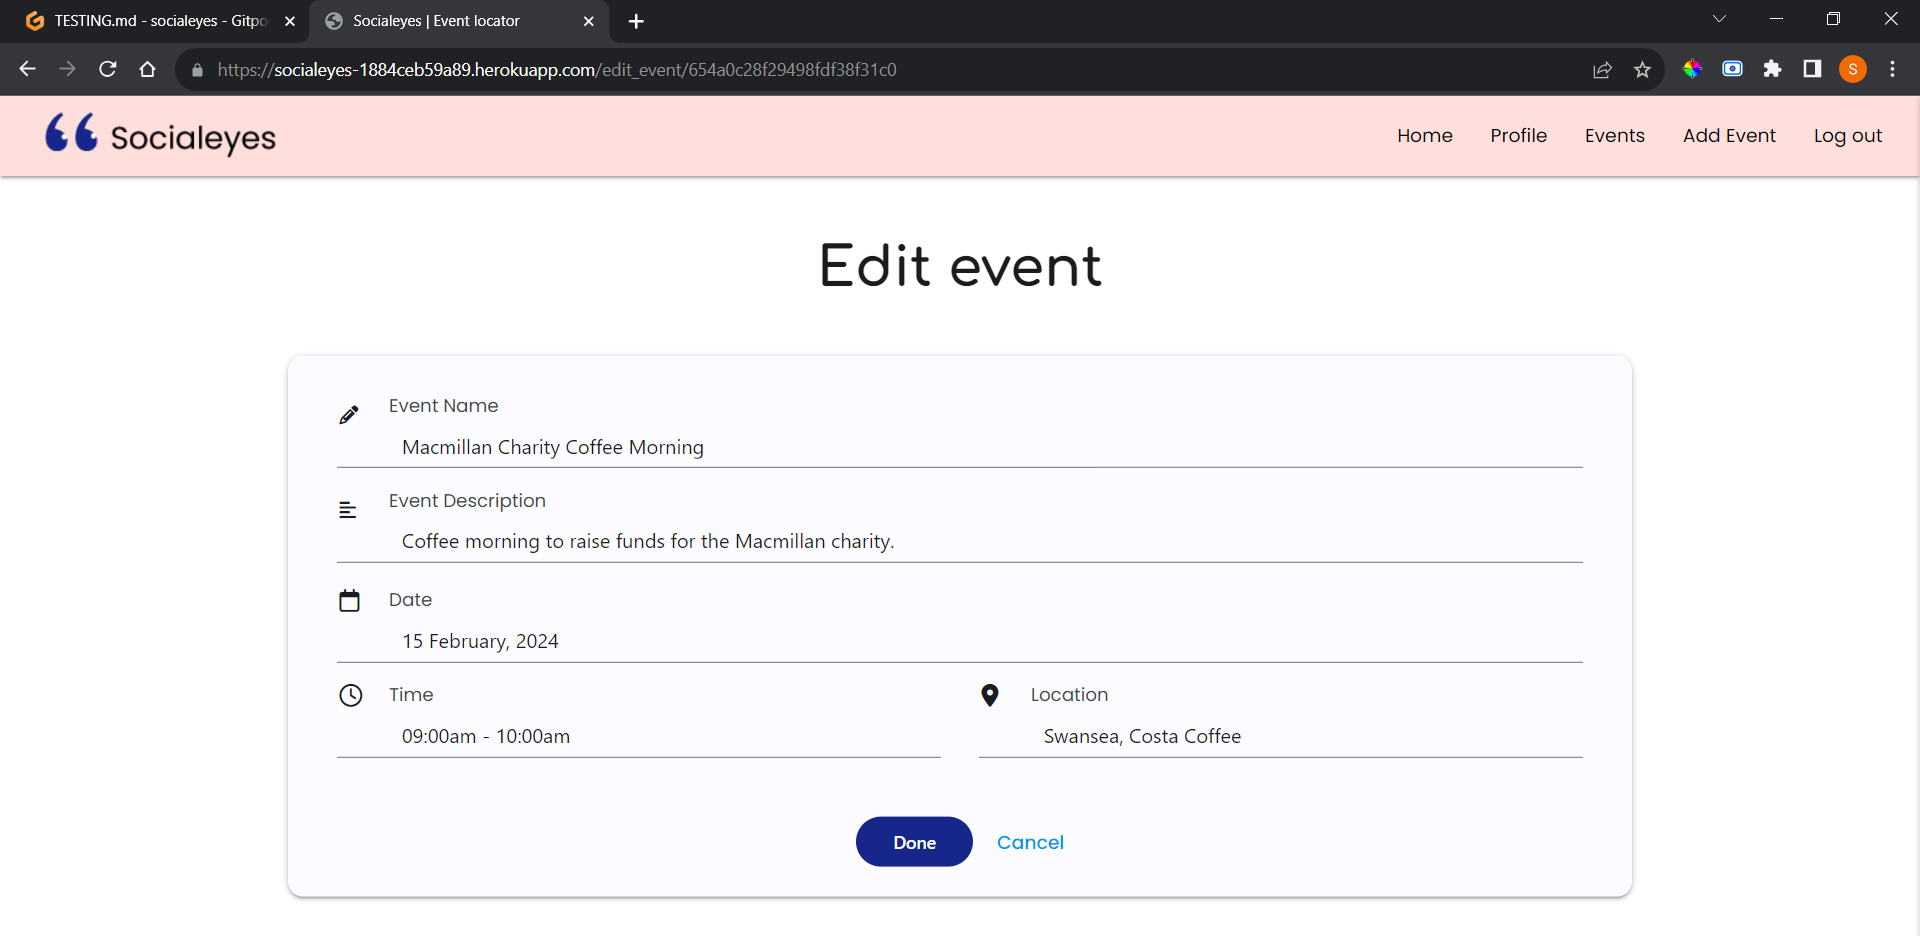 TESTING.md - socialeyes - Gitpo
Socialeyes | Event locator
https://socialeyes-1884ceb59a89.herokuapp.com/edit_event/654a0c28f29498fdf38f31c0
S
Socialeyes
Home Profile Events Add Event Log out
Edit event
Event Name
Macmillan Charity Coffee Morning
Event Description
Coffee morning to raise funds for the Macmillan charity.
Date
15 February, 2024
Time
09:00am - 10:00am
Location
Swansea, Costa Coffee
Done Cancel